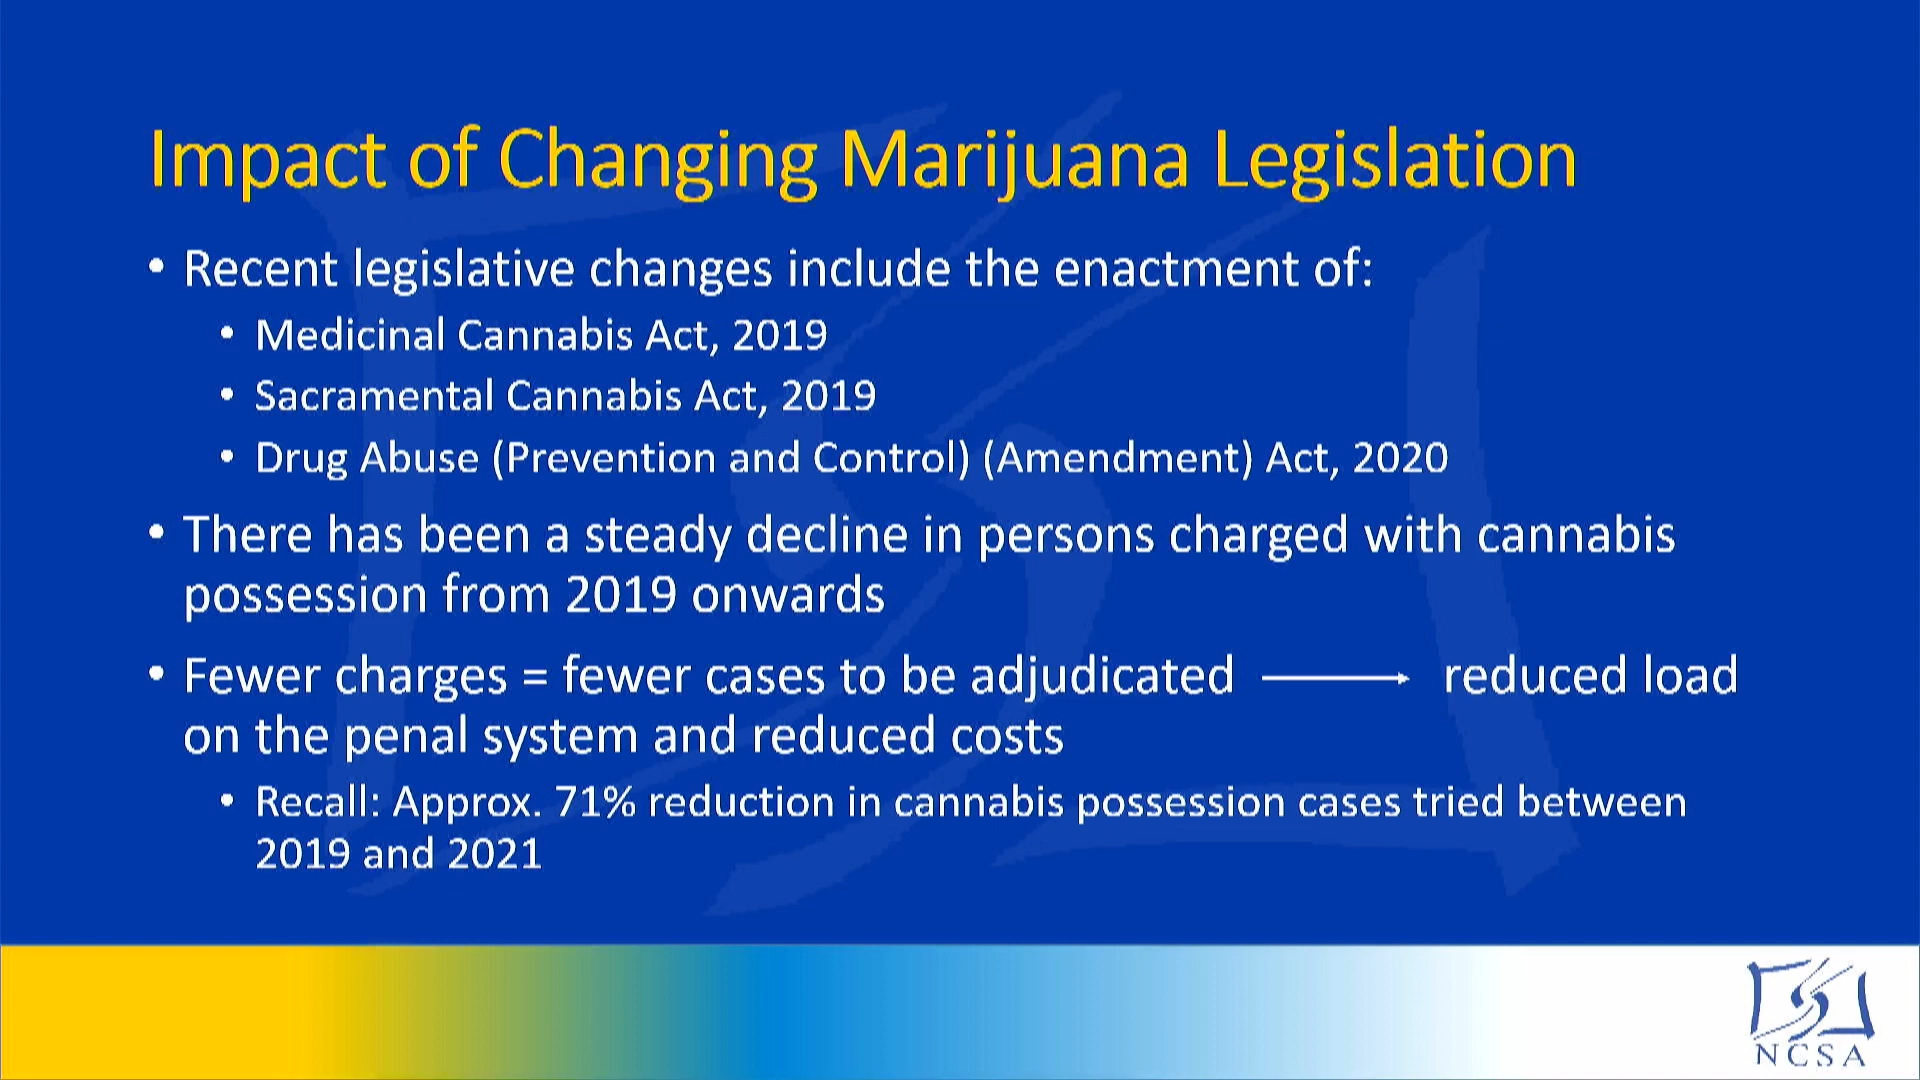 Impact of Changing Marijuana Legislation
• Recent legislative changes include the enactment of:
• Medicinal Cannabis Act, 2019
• Sacramental Cannabis Act, 2019
• Drug Abuse (Prevention and Control) (Amendment) Act, 2020
• There has been a steady decline in persons charged with cannabis
possession from 2019 onwards
• Fewer charges = fewer cases to be adjudicated → reduced load
on the penal system and reduced costs
• Recall: Approx. 71% reduction in cannabis possession cases tried between
2019 and 2021
NCSA